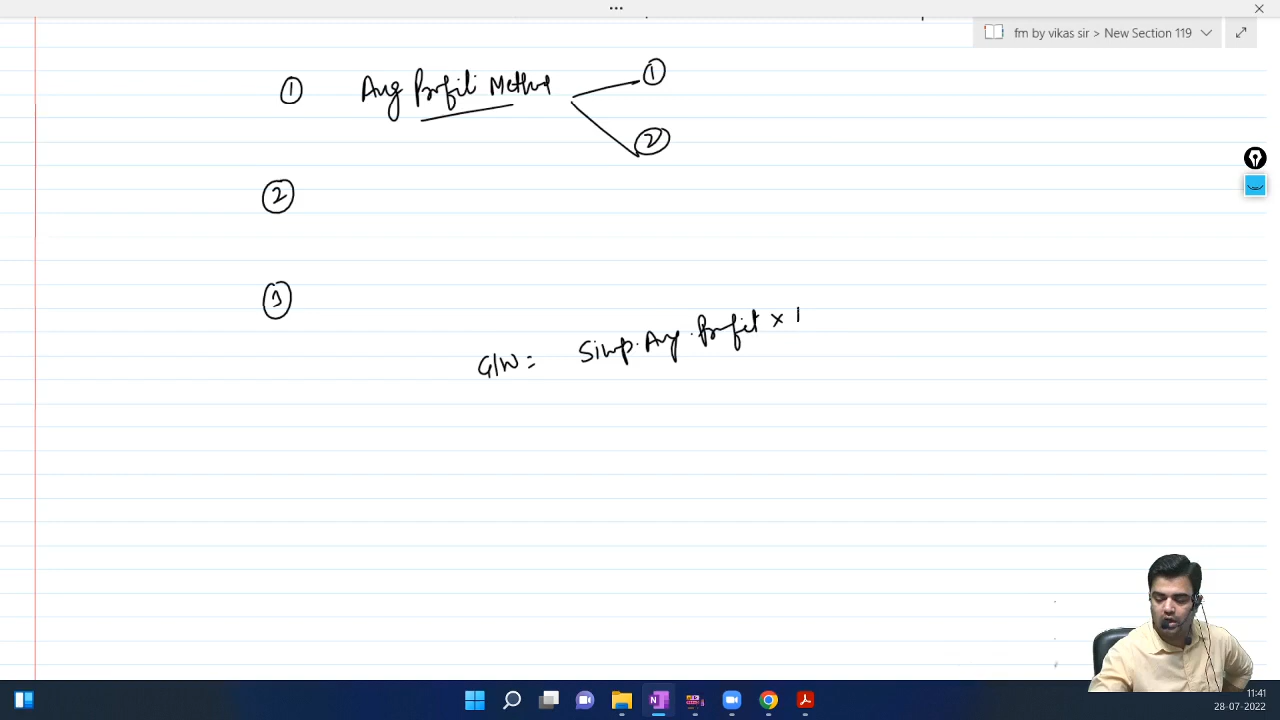 fm by vikas sir > New Section 119
① Avg Profit Method ①
②
②
③
G/W = Simp. Avg. Profit × 1
11:41
28-07-2022